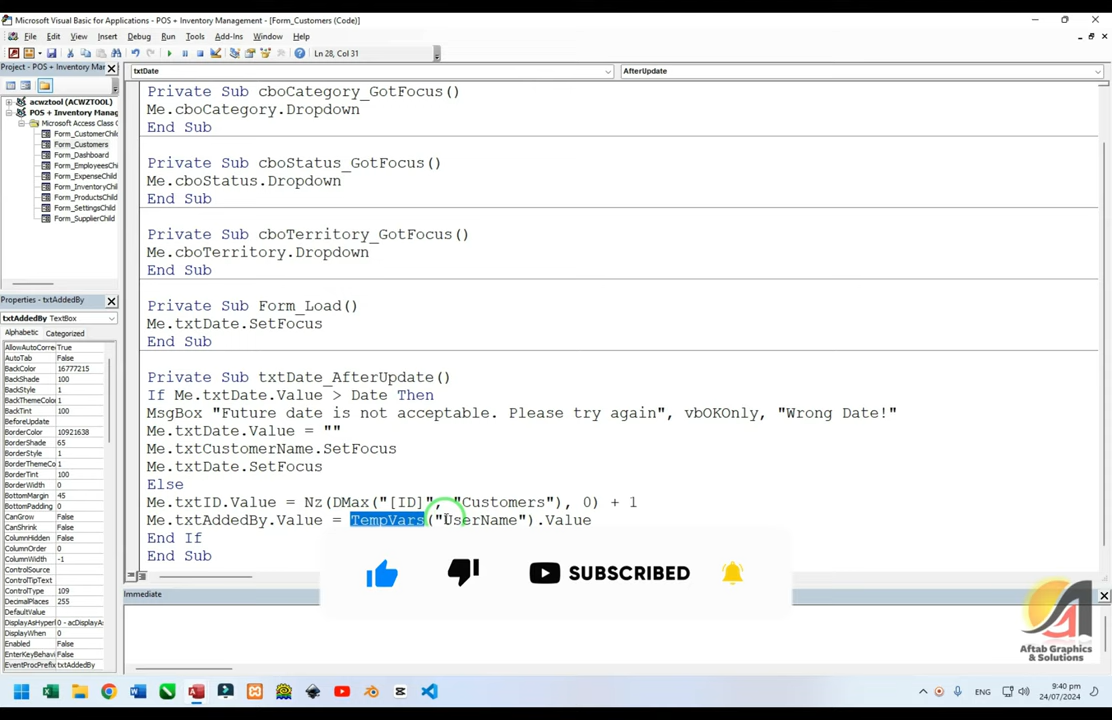 Microsoft Visual Basic for Applications - POS + Inventory Management - [Form_Customers (Code)]
File Edit View Insert Debug Run Tools Add-Ins Window Help
Ln 28, Col 31
Project - POS + Inventory Mana
txtDate
AfterUpdate
acwztool (ACWZTOOL)
POS + Inventory Manag
Microsoft Access Class C
Form_CustomerChil
Form_Customers
Form_Dashboard
Form_EmployeesChi
Form_ExpenseChild
Form_InventoryChil
Form_ProductsChild
Form_SettingsChild
Form_SupplierChild
Private Sub cboCategory_GotFocus()
Me.cboCategory.Dropdown
End Sub
Private Sub cboStatus_GotFocus()
Me.cboStatus.Dropdown
End Sub
Private Sub cboTerritory_GotFocus()
Me.cboTerritory.Dropdown
End Sub
Private Sub Form_Load()
Me.txtDate.SetFocus
End Sub
Private Sub txtDate_AfterUpdate()
If Me.txtDate.Value > Date Then
MsgBox "Future date is not acceptable. Please try again", vbOKOnly, "Wrong Date!"
Me.txtDate.Value = ""
Me.txtCustomerName.SetFocus
Me.txtDate.SetFocus
Else
Me.txtID.Value = Nz(DMax("[ID]", "Customers"), 0) + 1
Me.txtAddedBy.Value = TempVars("UserName").Value
End If
End Sub
Properties - txtAddedBy
txtAddedBy TextBox
Alphabetic Categorized
AllowAutoCorre True
AutoTab False
BackColor 16777215
BackShade 100
BackStyle 1
BackThemeColo 1
BackTint 100
BeforeUpdate
BorderColor 10921638
BorderShade 65
BorderStyle 1
BorderThemeCo 1
BorderTint 100
BorderWidth 0
BottomMargin 45
BottomPadding 0
CanGrow False
CanShrink False
ColumnHidden False
ColumnOrder 0
ColumnWidth -1
ControlSource
ControlTipText
ControlType 109
DecimalPlaces 255
DefaultValue
DisplayAsHyperl 0 - acDisplayAs
DisplayWhen 0
Enabled False
EnterKeyBehavi False
EventProcPrefix txtAddedBy
Immediate
SUBSCRIBED
Aftab Graphics
& Solutions
ENG
9:40 pm
24/07/2024